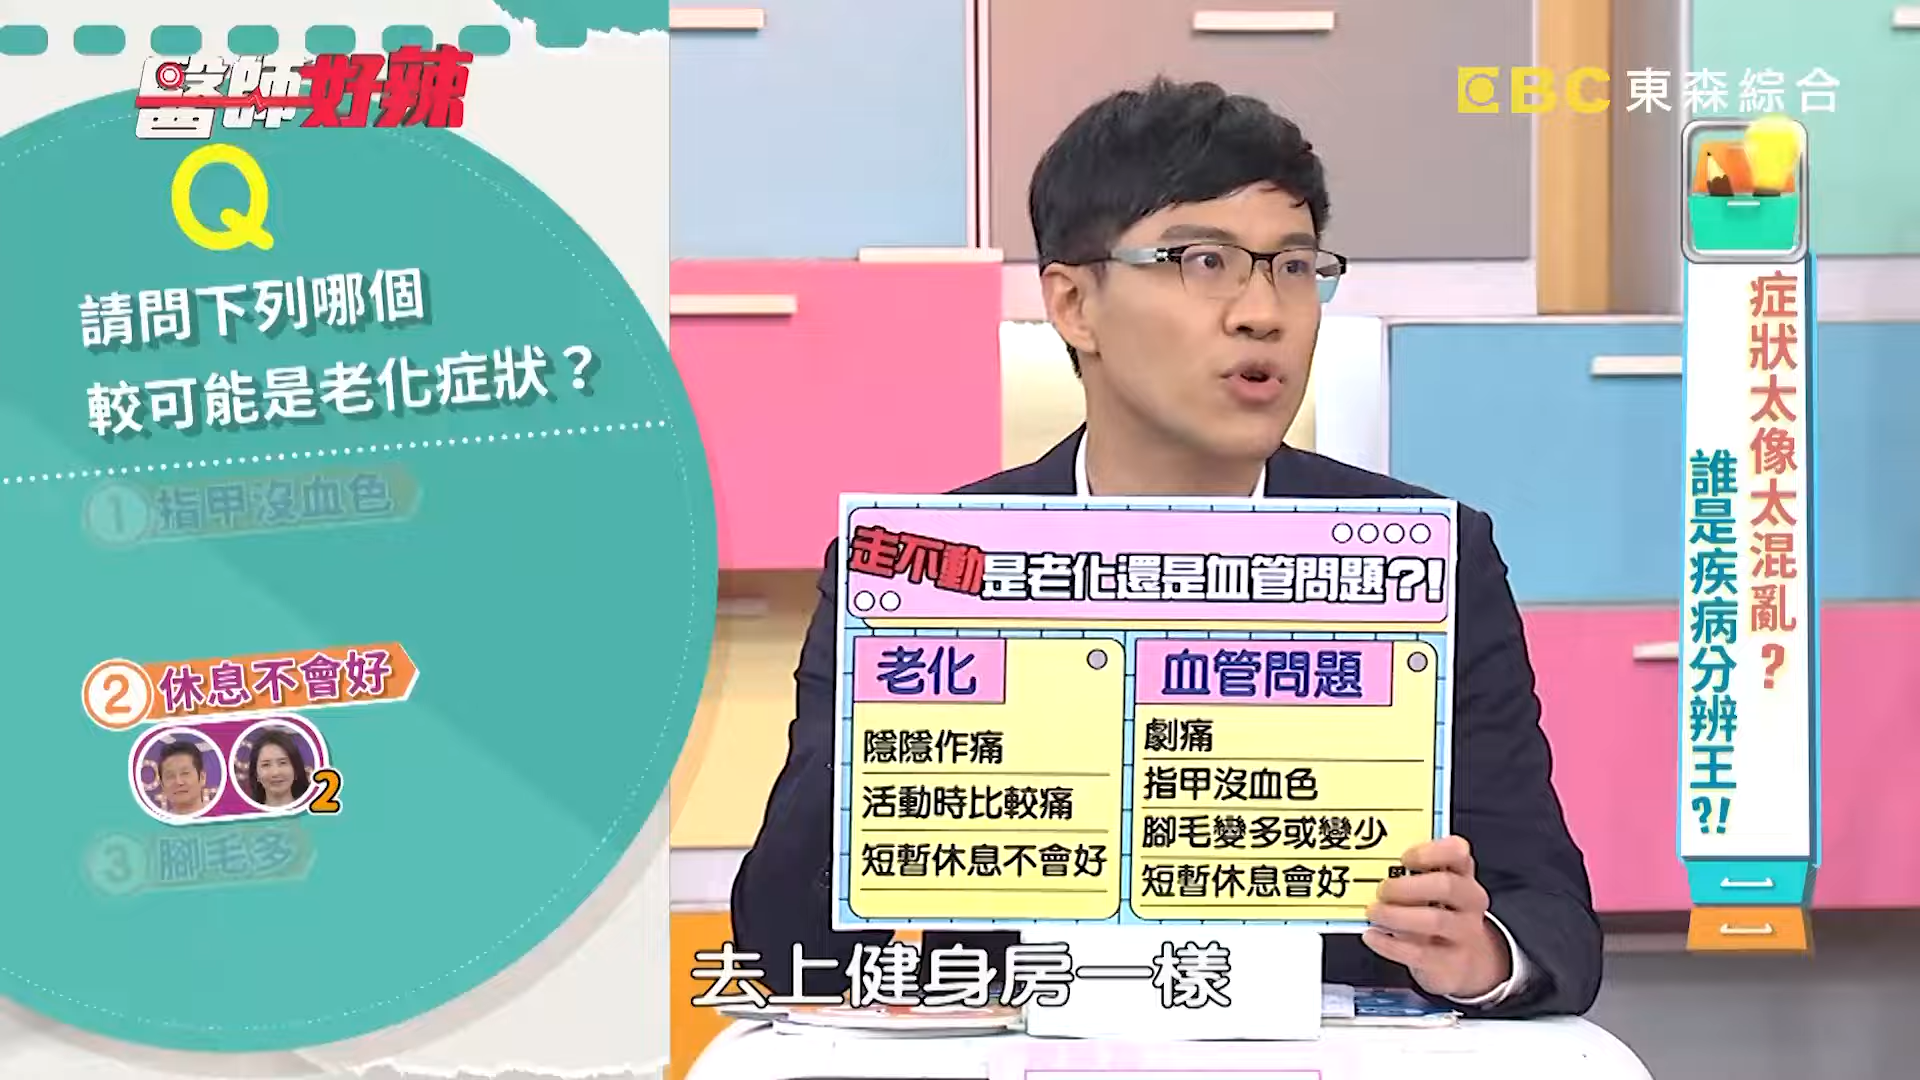 醫師好辣
Q
請問下列哪個
較可能是老化症狀？
1 指甲沒血色
2 休息不會好
2
3 腳毛多
EBC 東森綜合
症狀太像太混亂？
誰是疾病分辨王?!
走不動是老化還是血管問題?!
老化
隱隱作痛
活動時比較痛
短暫休息不會好
血管問題
劇痛
指甲沒血色
腳毛變多或變少
短暫休息會好一
去上健身房一樣